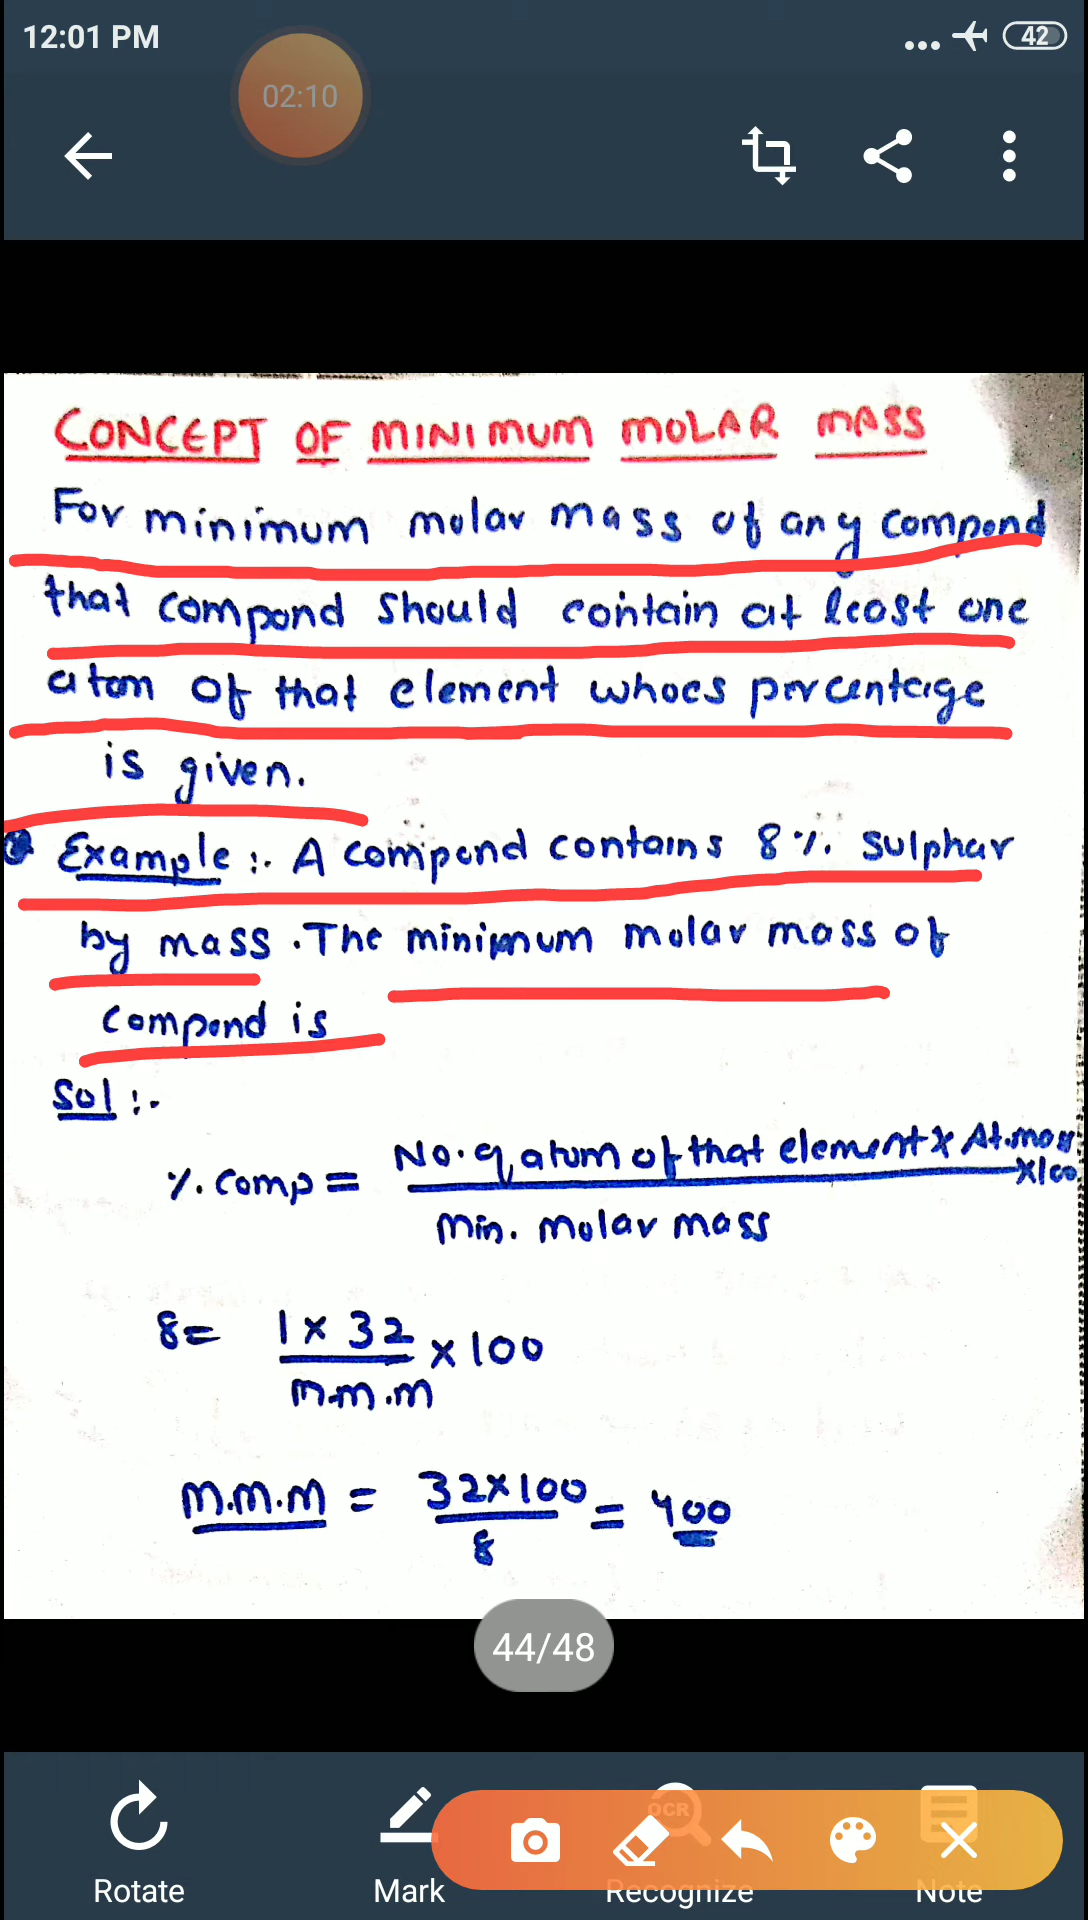 12:01 PM
42
02:10
CONCEPT OF MINIMUM MOLAR MASS
For minimum molar mass of any compond
that compond should contain at least one
atom of that element whoes percentage
is given.
Example :- A compond contains 8 %. Sulphar
by mass. The minimum molar mass of
compond is
Sol :-
%. comp = No. of atom of that element x At. mass x100
min. molar mass
8 = 1 x 32 x 100
m.m.m
m.m.m = 32x100 = 400
8
44/48
OCR
Rotate Mark Recognize Note